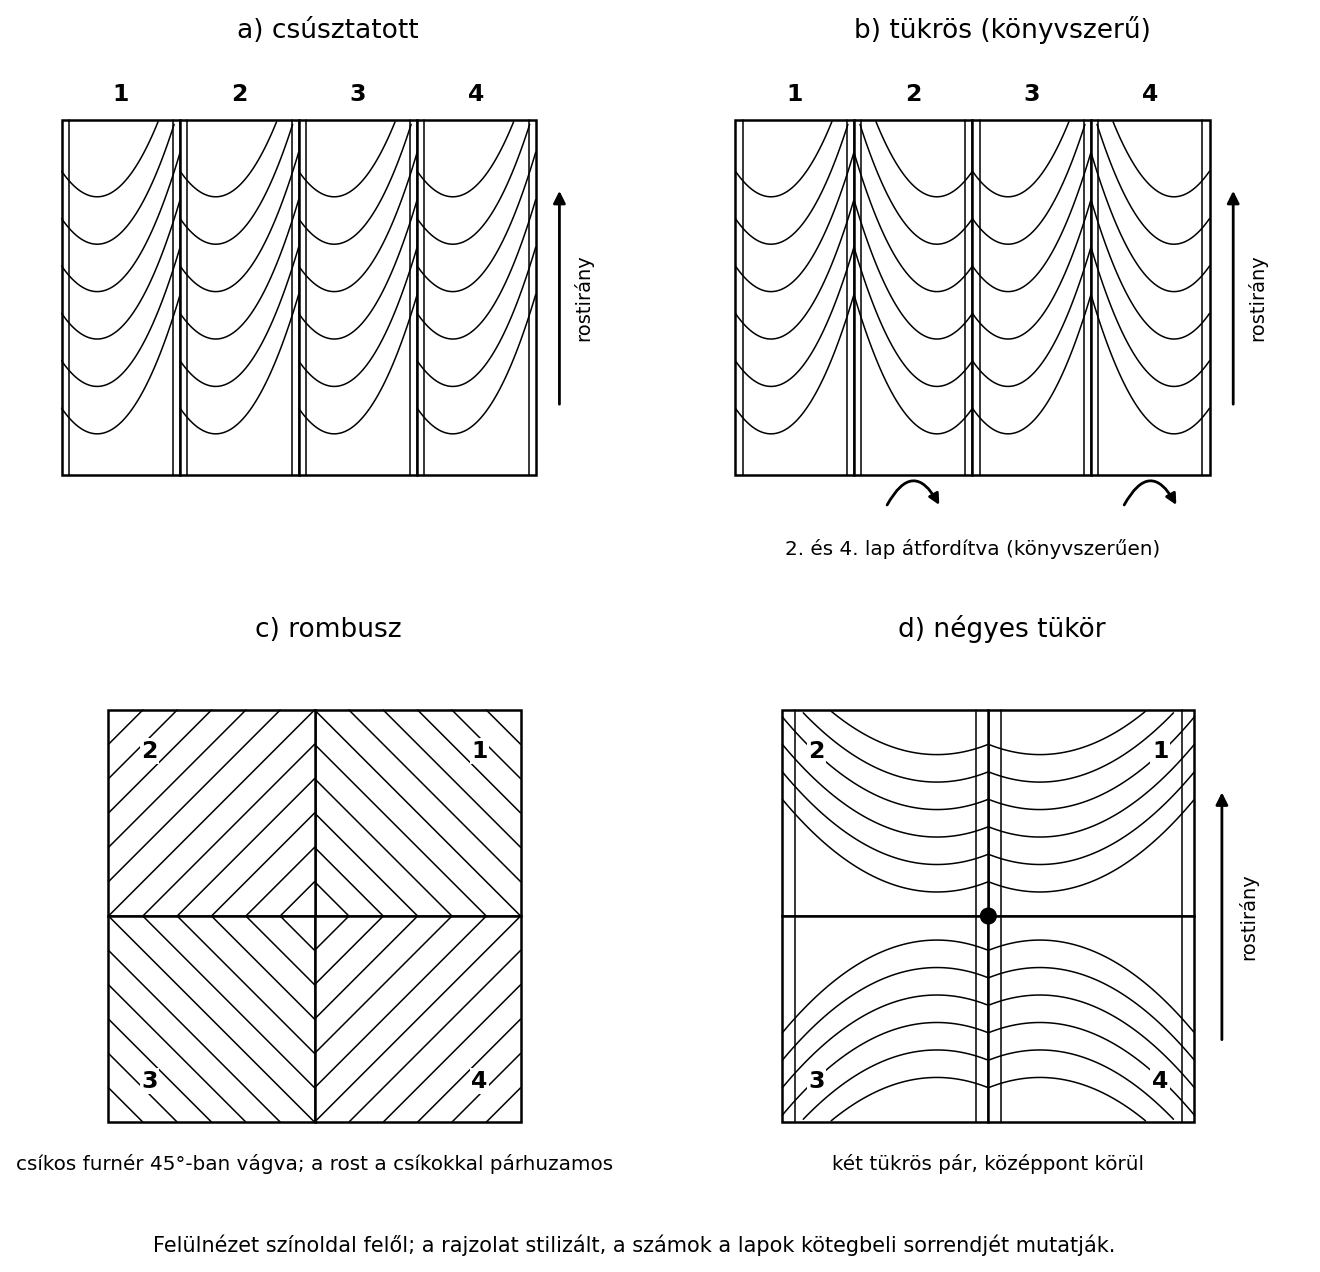 a) csúsztatott
b) tükrös (könyvszerű)
1 2 3 4
1 2 3 4
rostirány
rostirány
2. és 4. lap átfordítva (könyvszerűen)
c) rombusz
d) négyes tükör
2 1
2 1
rostirány
3 4
3 4
csíkos furnér 45°-ban vágva; a rost a csíkokkal párhuzamos
két tükrös pár, középpont körül
Felülnézet színoldal felől; a rajzolat stilizált, a számok a lapok kötegbeli sorrendjét mutatják.